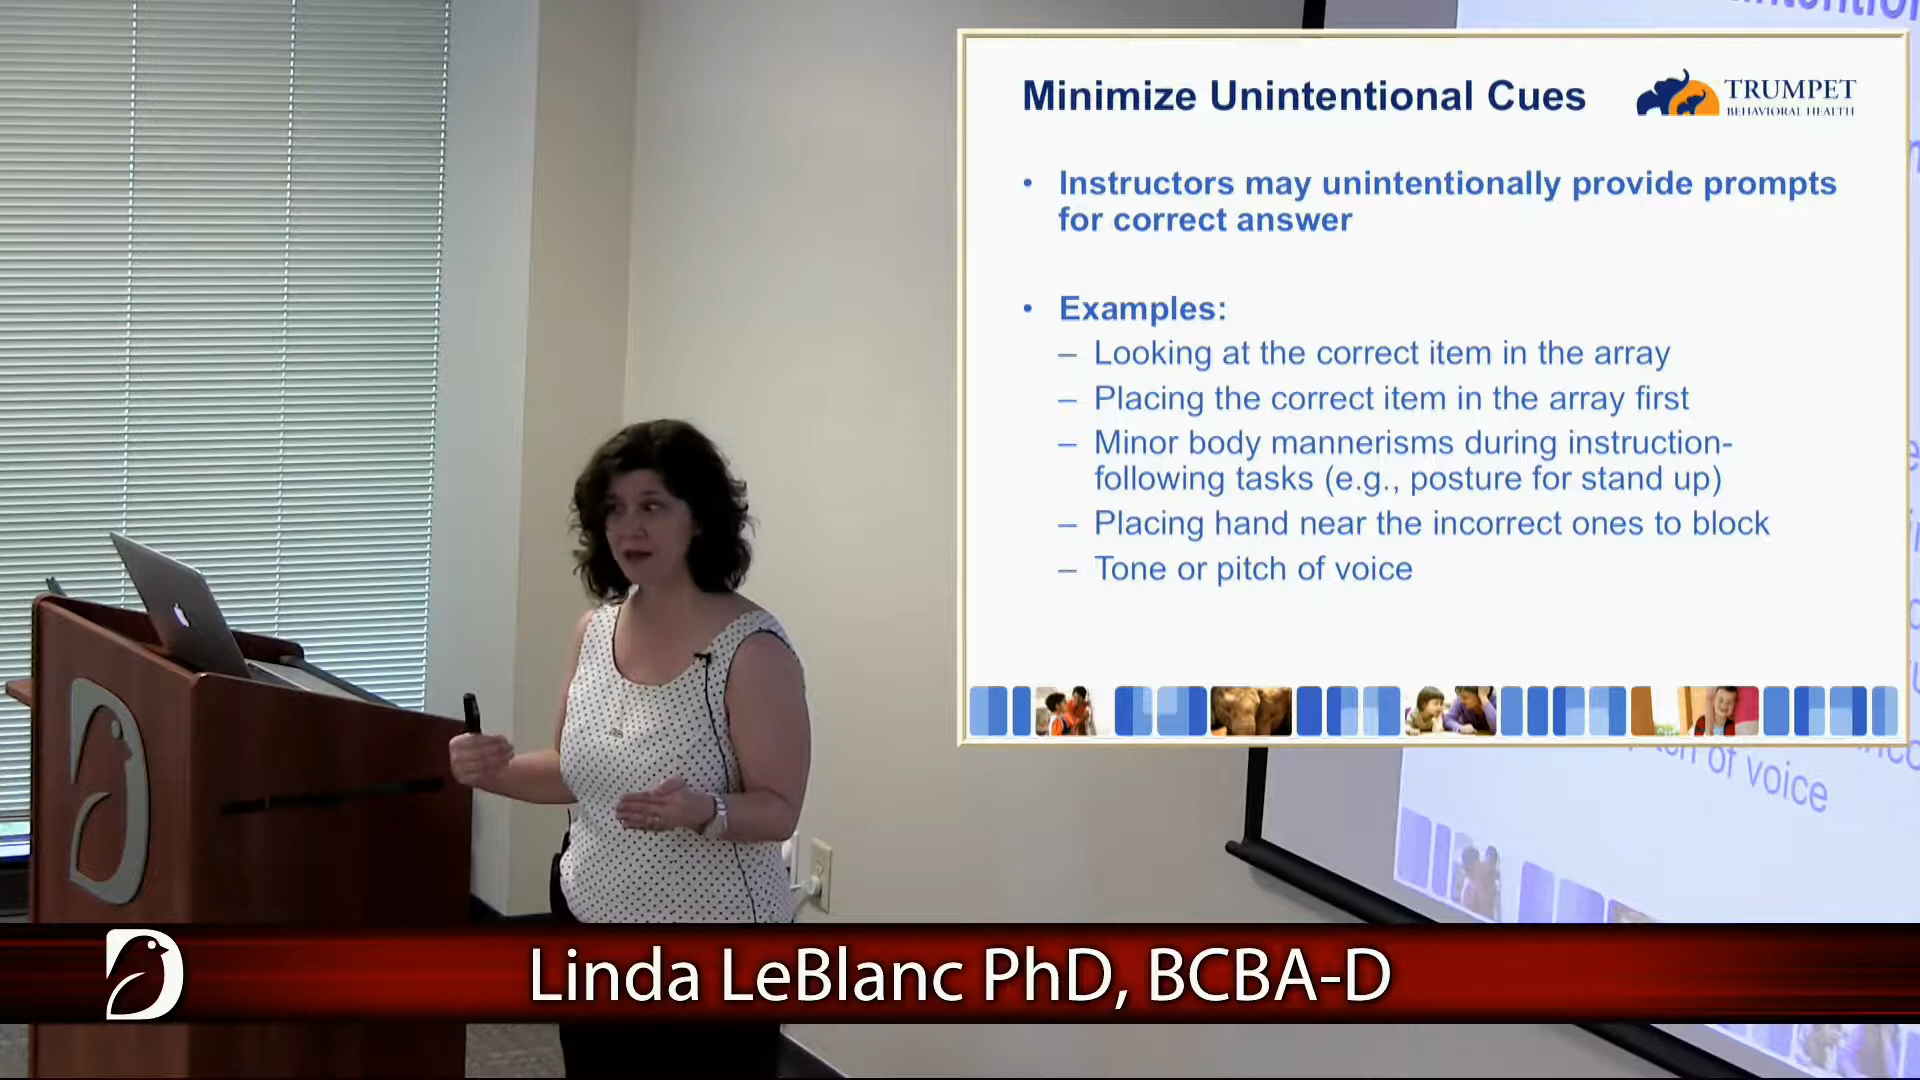 Minimize Unintentional Cues
TRUMPET
BEHAVIORAL HEALTH
• Instructors may unintentionally provide prompts
for correct answer
• Examples:
– Looking at the correct item in the array
– Placing the correct item in the array first
– Minor body mannerisms during instruction-
following tasks (e.g., posture for stand up)
– Placing hand near the incorrect ones to block
– Tone or pitch of voice
of voice
Linda LeBlanc PhD, BCBA-D